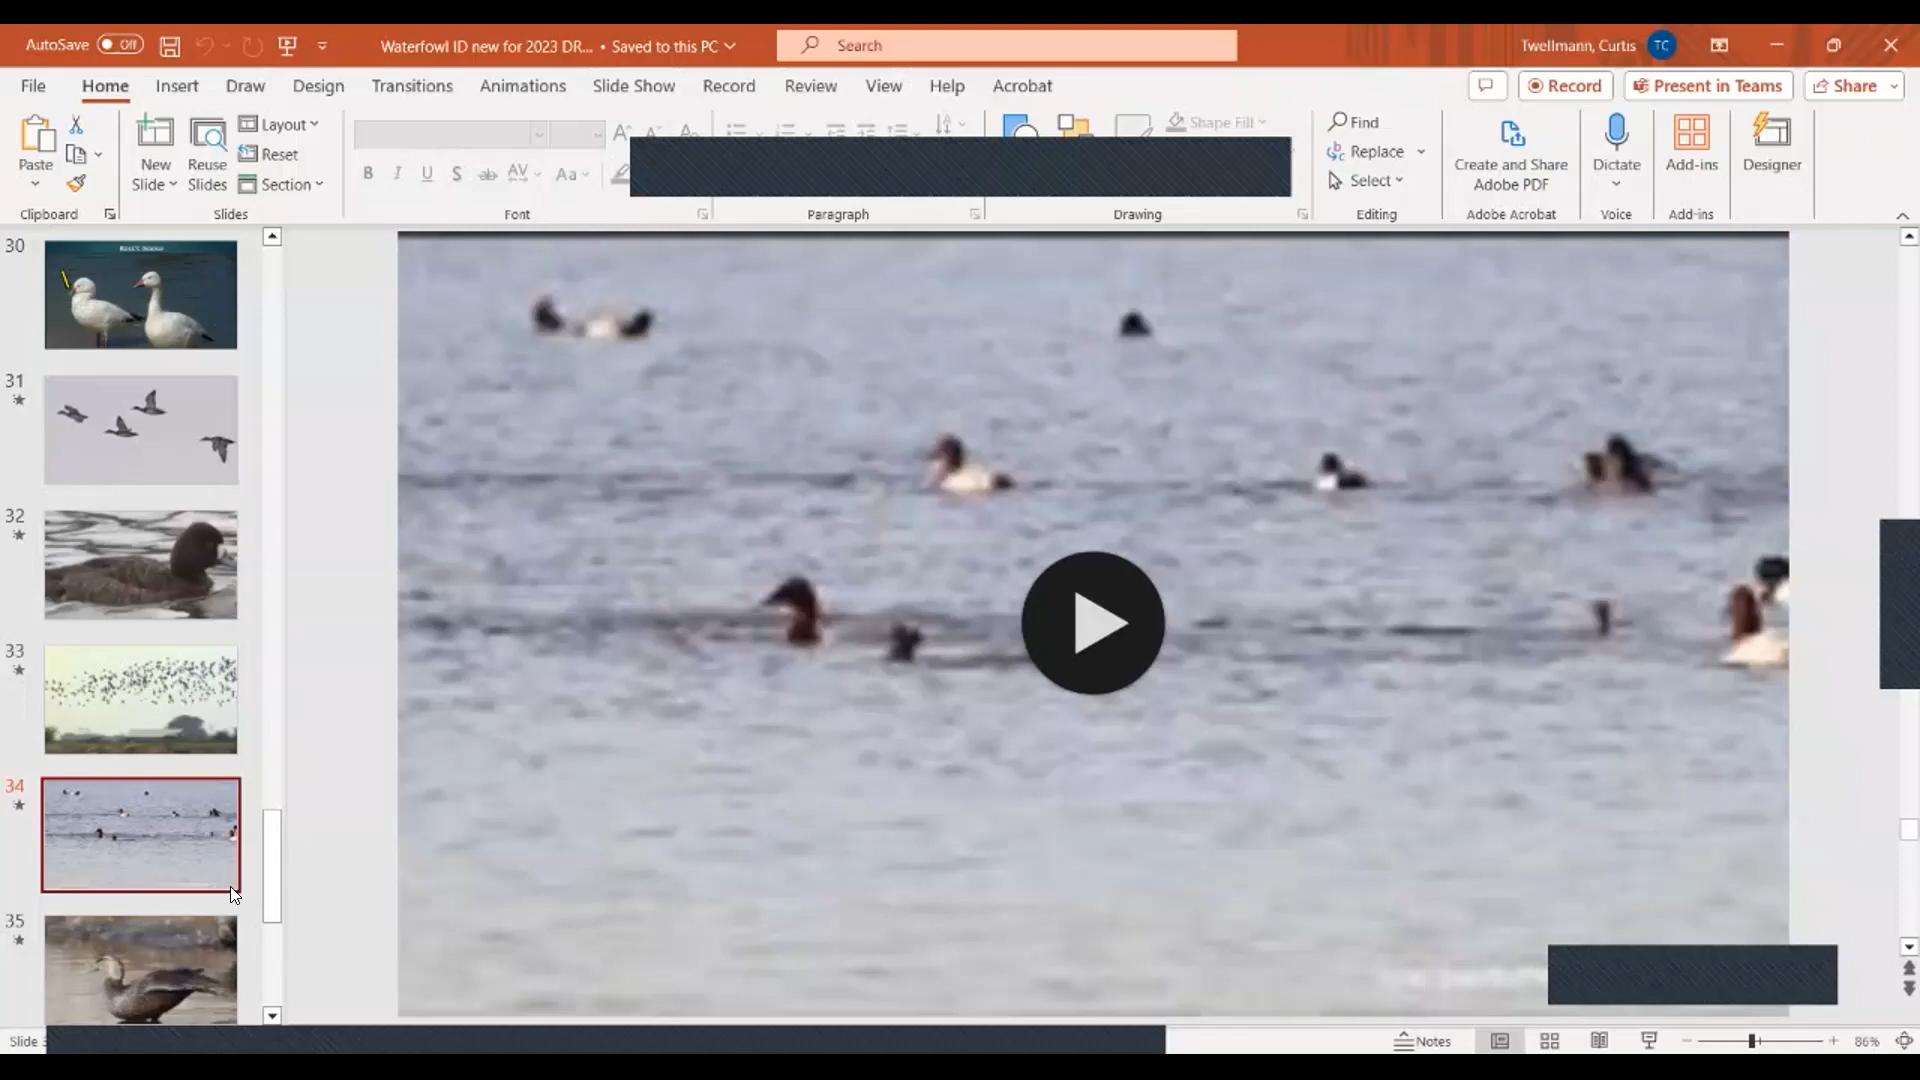 AutoSave Off Waterfowl ID new for 2023 DR... • Saved to this PC Search Twellmann, Curtis TC
File Home Insert Draw Design Transitions Animations Slide Show Record Review View Help Acrobat Record Present in Teams Share
Paste
New Slide
Reuse Slides
Layout
Reset
Section
B I U S ab AV Aa
Shape Fill
Find
Replace
Select
Create and Share Adobe PDF
Dictate
Add-ins
Designer
Clipboard Slides Font Paragraph Drawing Editing Adobe Acrobat Voice Add-ins
30
31
32
33
34
35
Slide
Notes
86%